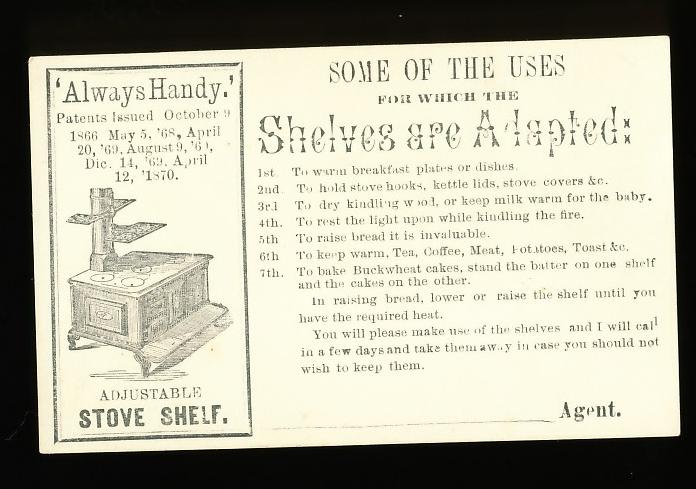 'Always Handy.'
Patents Issued October 9
1866 May 5, '68, April
20, '69. August 9, '6
Dic. 14, '69. April
12, '1870.
ADJUSTABLE
STOVE SHELF.
SOME OF THE USES
FOR WHICH THE
Shelves are Adapted:
1st. To warm breakfast plates or dishes.
2nd. To hold stove hooks, kettle lids, stove covers &c.
3rd To dry kindling wood, or keep milk warm for the baby.
4th. To rest the light upon while kindling the fire.
5th To raise bread it is invaluable.
6th To keep warm, Tea, Coffee, Meat, Potatoes, Toast &c.
7th. To bake Buckwheat cakes, stand the batter on one shelf
and the cakes on the other.
In raising bread, lower or raise the shelf until you
have the required heat.
You will please make use of the shelves and I will call
in a few days and take them away in case you should not
wish to keep them.
Agent.